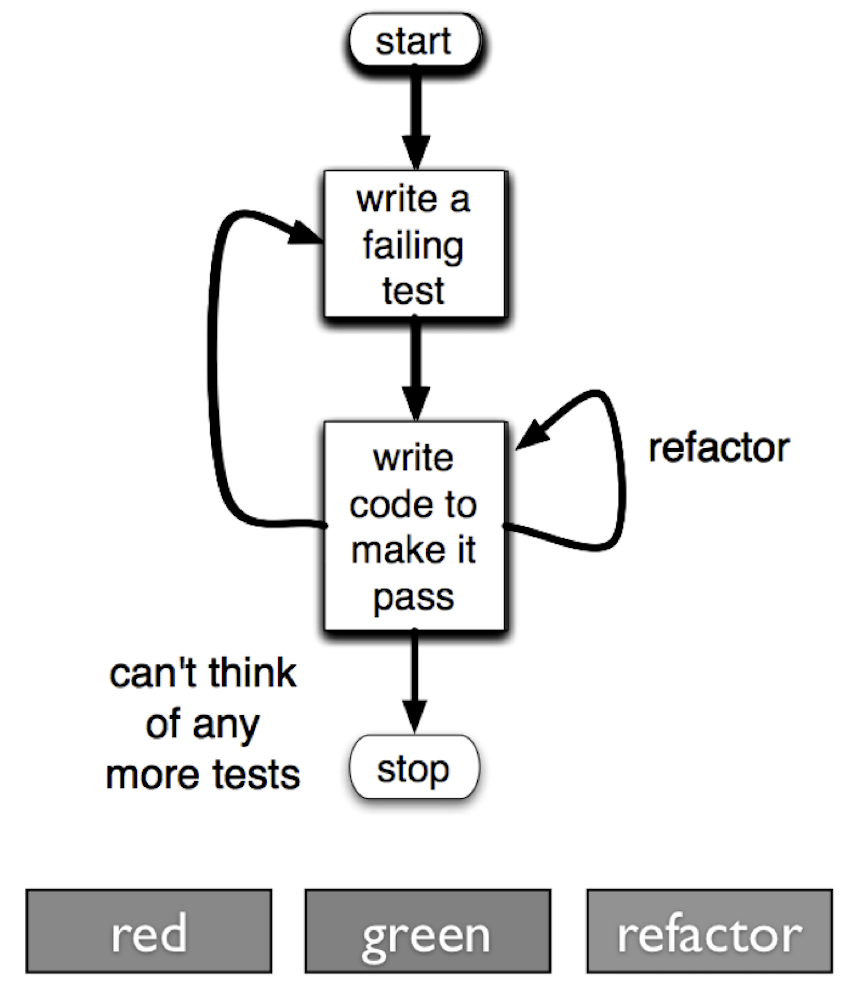 start
write a
failing
test
write
code to
make it
pass
refactor
can't think
of any
more tests
stop
red
green
refactor